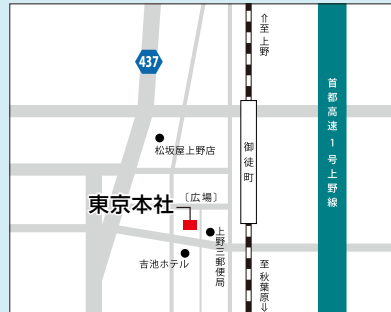 ⇧至上野
437
首都高速1号上野線
松坂屋上野店
御徒町
東京本社
〔広場〕
上野三郵便局
吉池ホテル
至秋葉原⇩